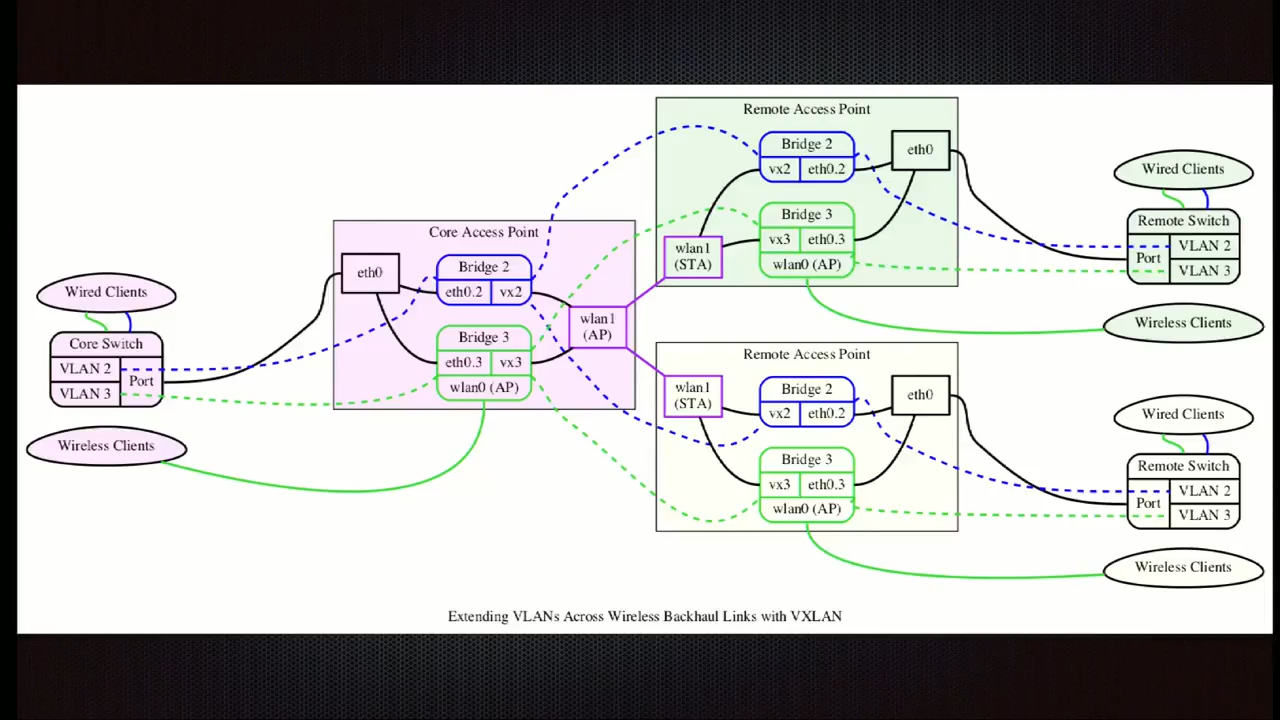 Wired Clients
Core Switch
VLAN 2
Port
VLAN 3
Wireless Clients
Core Access Point
eth0
Bridge 2
eth0.2
vx2
Bridge 3
eth0.3
vx3
wlan0 (AP)
wlan1
(AP)
Remote Access Point
wlan1
(STA)
Bridge 2
vx2
eth0.2
Bridge 3
vx3
eth0.3
wlan0 (AP)
eth0
Wired Clients
Remote Switch
Port
VLAN 2
VLAN 3
Wireless Clients
Remote Access Point
wlan1
(STA)
Bridge 2
vx2
eth0.2
Bridge 3
vx3
eth0.3
wlan0 (AP)
eth0
Wired Clients
Remote Switch
Port
VLAN 2
VLAN 3
Wireless Clients
Extending VLANs Across Wireless Backhaul Links with VXLAN